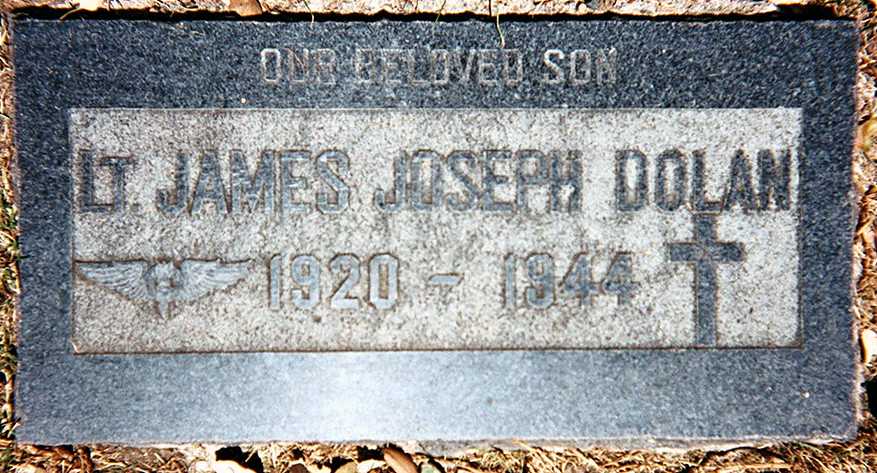 OUR BELOVED SON
LT. JAMES JOSEPH DOLAN
1920 - 1944